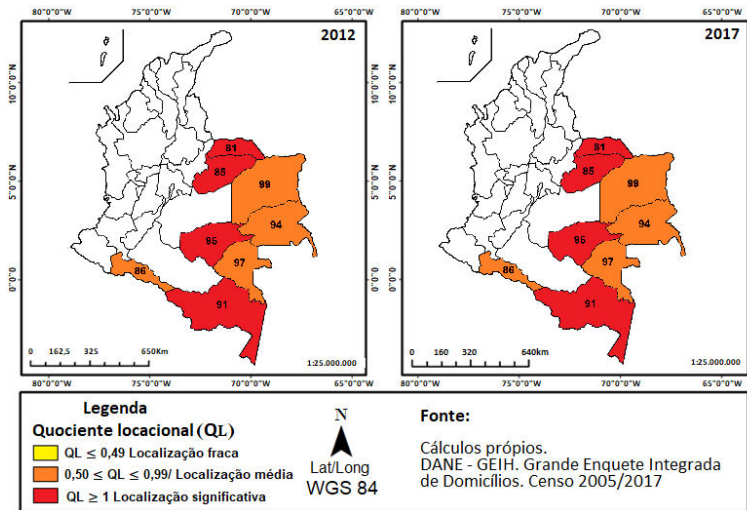 80°0'0"W 75°0'0"W 70°0'0"W 65°0'0"W
80°0'0"W 75°0'0"W 70°0'0"W 65°0'0"W
2012
2017
10°0'0"N
5°0'0"N
0°0'0"
10°0'0"N
5°0'0"N
0°0'0"
81
85
99
94
95
97
86
91
81
85
99
94
95
97
86
91
0 162,5 325 650Km
1:25.000.000
0 160 320 640Km
1:25.000.000
80°0'0"W 75°0'0"W 70°0'0"W 65°0'0"W
80°0'0"W 75°0'0"W 70°0'0"W 65°0'0"W
Legenda
Quociente locacional (QL)
QL ≤ 0,49 Localização fraca
0,50 ≤ QL ≤ 0,99/ Localização média
QL ≥ 1 Localização significativa
N
Lat/Long
WGS 84
Fonte:
Cálculos própios.
DANE - GEIH. Grande Enquete Integrada
de Domicílios. Censo 2005/2017